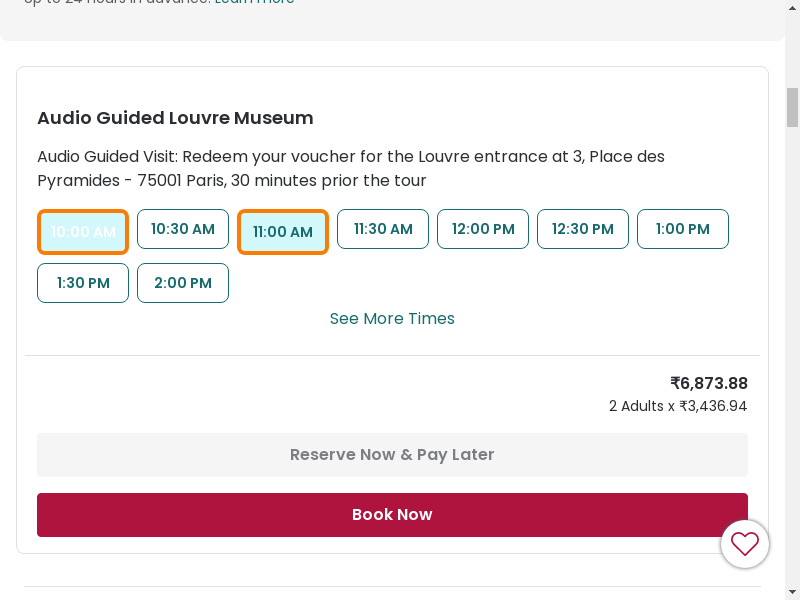 up to 24 hours in advance. Learn more
Audio Guided Louvre Museum
Audio Guided Visit: Redeem your voucher for the Louvre entrance at 3, Place des
Pyramides - 75001 Paris, 30 minutes prior the tour
10:00 AM 10:30 AM 11:00 AM 11:30 AM 12:00 PM 12:30 PM 1:00 PM
1:30 PM 2:00 PM
See More Times
₹6,873.88
2 Adults x ₹3,436.94
Reserve Now & Pay Later
Book Now